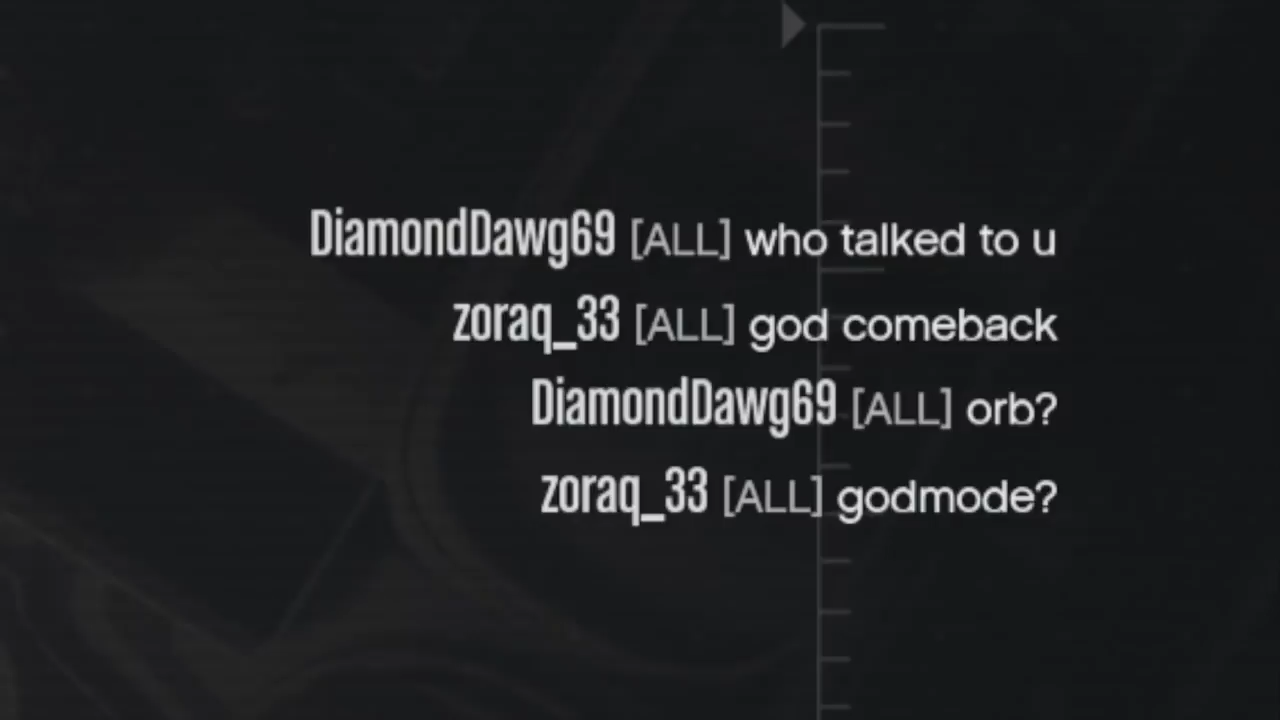 DiamondDawg69 [ALL] who talked to u
zoraq_33 [ALL] god comeback
DiamondDawg69 [ALL] orb?
zoraq_33 [ALL] godmode?